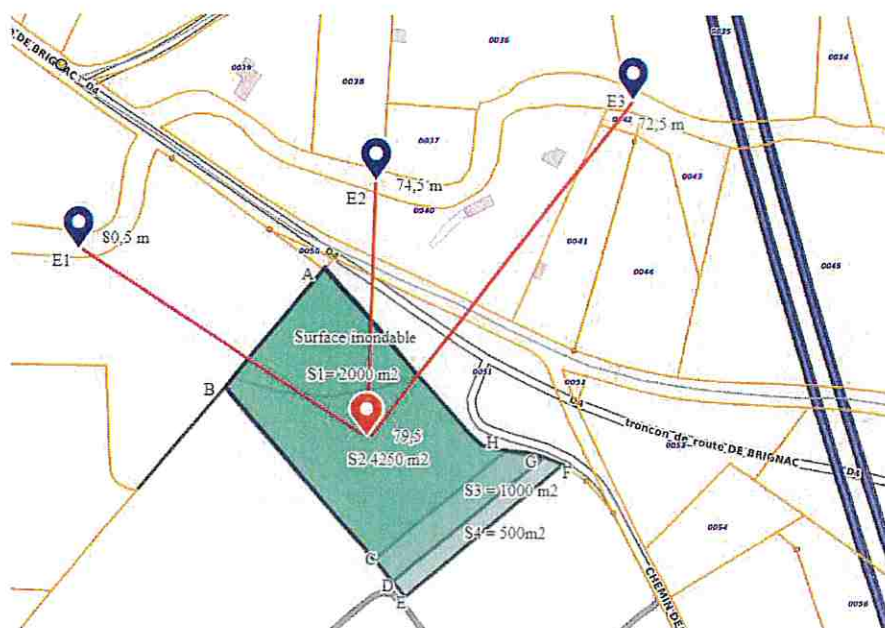 DE BRIGNAC
D4
0039
0038
0036
0035
0034
E3
0042
72,5 m
0037
E2
74,5 m
0040
0043
80,5 m
E1
0050
D4
0041
0044
0045
A
Surface inondable
S1= 2000 m2
B
0051
0052
D4
troncon de route DE BRIGNAC
D4
79,5
S2 4250 m2
H
G
F
S3 = 1000 m2
S4 = 500m2
C
D
E
0054
CHEMIN DE
0056